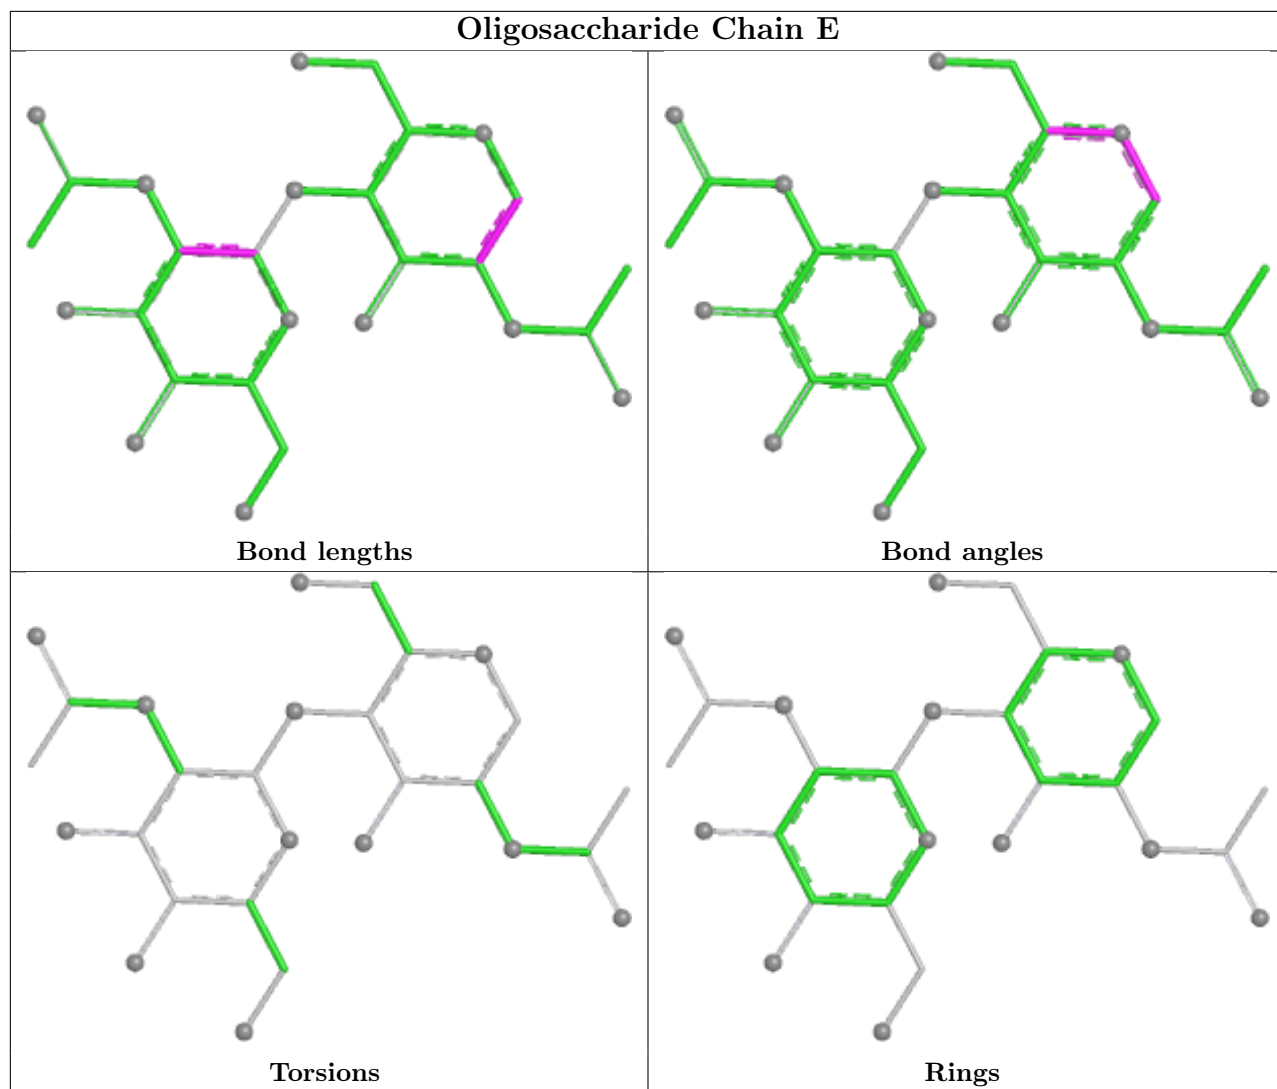 Oligosaccharide Chain E
Bond lengths
Bond angles
Torsions
Rings